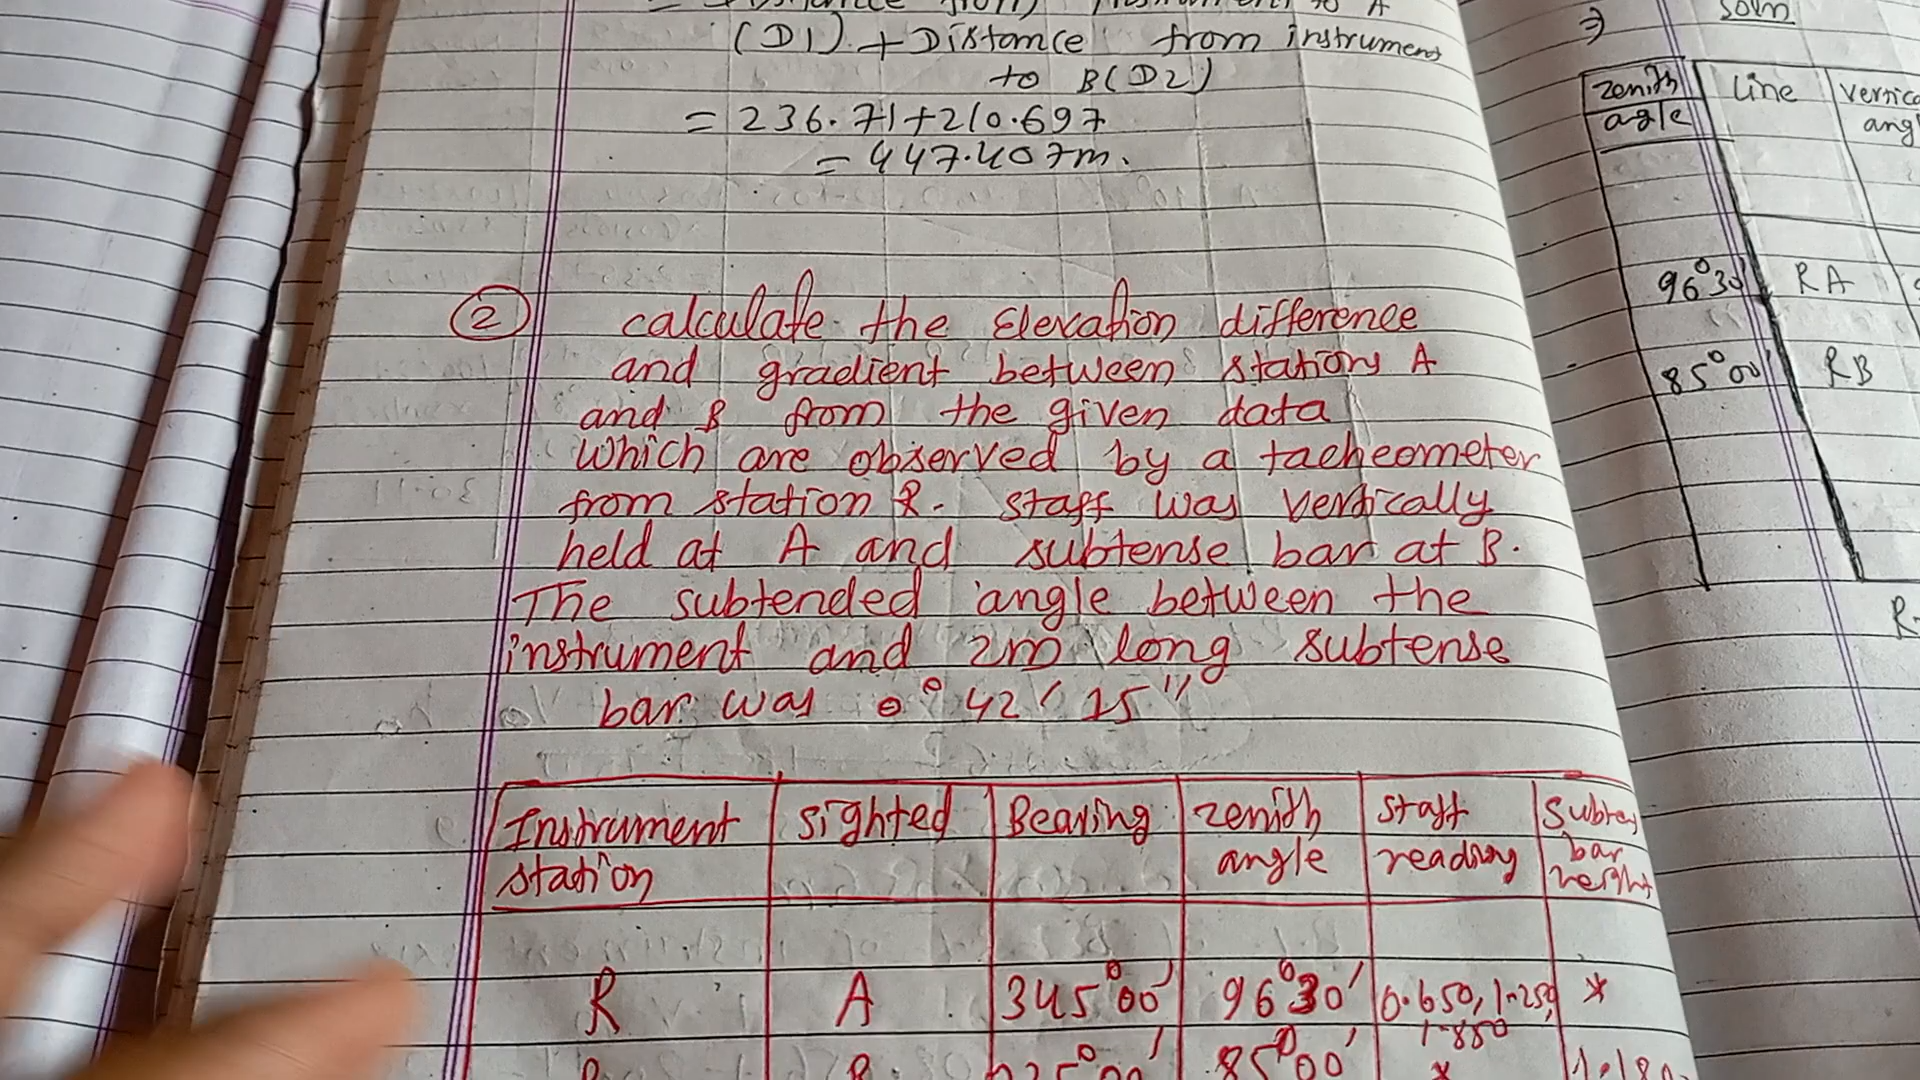 (D1) + Distance from instrument
to B(D2)
= 236.71+210.697
= 447.407m.
② calculate the Elevation difference
and gradient between stations A
and B from the given data
which are observed by a tacheometer
from station R. staff was vertically
held at A and subtense bar at B.
The subtended angle between the
instrument and 2m long subtense
bar was 0° 42' 15"
Instrument station | sighted | Bearing | zenith angle | staff reading | bar height
R | A | 345°00' | 96°30' | 0.650, 1.250, 1.850 | *
85°00' | *
⇒ soln
zenith | Line
angle
96°30' RA
85°00' RB